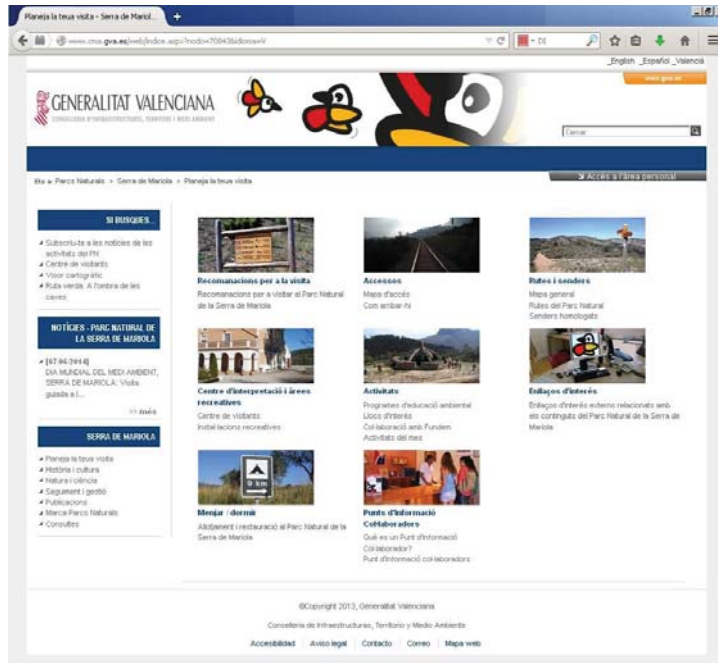 Planeja la teua visita - Serra de Mariol...
_English _Español _Valencià
www.gva.es
GENERALITAT VALENCIANA
CONSELLERIA D'INFRAESTRUCTURES, TERRITORI I MEDI AMBIENT
Cercar
Accés a l'àrea personal
Parcs Naturals > Serra de Mariola > Planeja la teua visita
SI BUSQUES...
Subscriu-te a les notícies de les
activitats del PN
Centre de visitants
Visor cartogràfic
Ruta verda. A l'ombra de les
caves
NOTÍCIES - PARC NATURAL DE
LA SERRA DE MARIOLA
DIA MUNDIAL DEL MEDI AMBIENT,
SERRA DE MARIOLA: Visita
guiada a l...
>> més
SERRA DE MARIOLA
Planeja la teua visita
Història i cultura
Natura i ciència
Seguiment i gestió
Publicacions
Marca Parcs Naturals
Consultes
Recomanacions per a la visita
Recomanacions per a visitar el Parc Natural
de la Serra de Mariola.
Accessos
Mapa d'accés
Com arribar-hi
Rutes i senders
Mapa general
Rutes del Parc Natural
Senders homologats
Centre d'interpretació i àrees
recreatives
Centre de visitants
Instal·lacions recreatives
Activitats
Programes d'educació ambiental
Llocs d'interés
Col·laboració amb Fundem
Activitats del mes
Enllaços d'interés
Enllaços d'interés externs relacionats amb
els continguts del Parc Natural de la Serra de
Mariola
0 km
Menjar i dormir
Allotjament i restauració al Parc Natural de la
Serra de Mariola
Punts d'Informació
Col·laboradors
Què es un Punt d'Informació
Col·laborador?
Punt d'informació col·laboradors
©Copyright 2013, Generalitat Valenciana
Conselleria de Infraestructuras, Territorio y Medio Ambiente
Accesibilidad Aviso legal Contacto Correo Mapa web